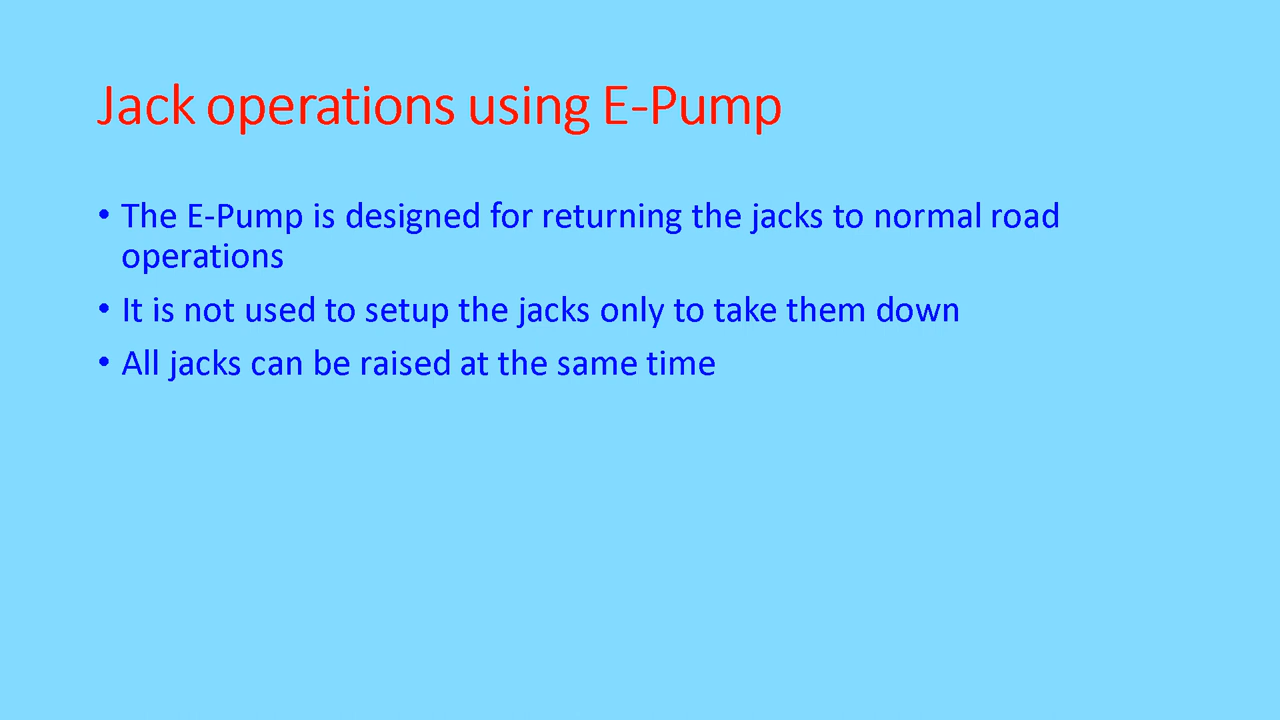 Jack operations using E-Pump
• The E-Pump is designed for returning the jacks to normal road
operations
• It is not used to setup the jacks only to take them down
• All jacks can be raised at the same time